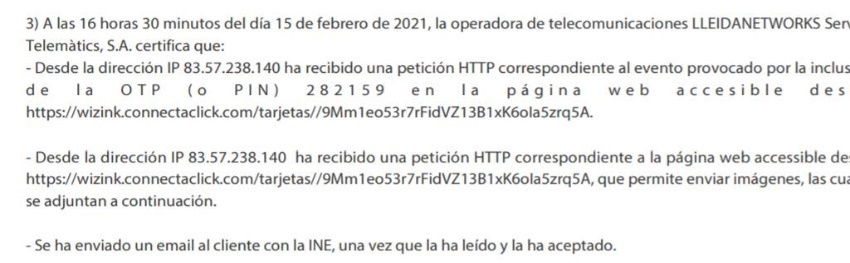 3) A las 16 horas 30 minutos del día 15 de febrero de 2021, la operadora de telecomunicaciones LLEIDANETWORKS Serv
Telemàtics, S.A. certifica que:
- Desde la dirección IP 83.57.238.140 ha recibido una petición HTTP correspondiente al evento provocado por la inclus
de la OTP (o PIN) 282159 en la página web accesible des
https://wizink.connectaclick.com/tarjetas//9Mm1eo53r7rFidVZ13B1xK6ola5zrq5A.
- Desde la dirección IP 83.57.238.140 ha recibido una petición HTTP correspondiente a la página web accessible de
https://wizink.connectaclick.com/tarjetas//9Mm1eo53r7rFidVZ13B1xK6ola5zrq5A, que permite enviar imágenes, las cua
se adjuntan a continuación.
- Se ha enviado un email al cliente con la INE, una vez que la ha leído y la ha aceptado.